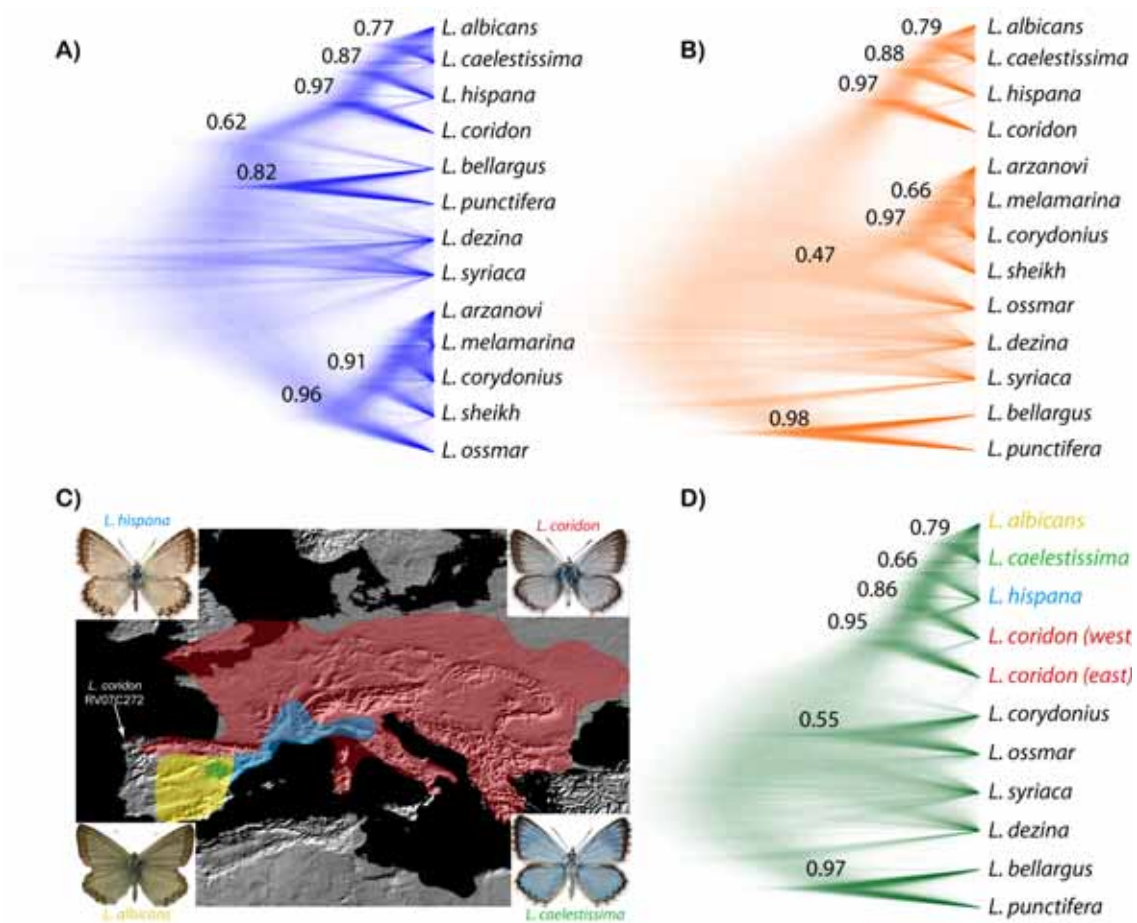 A)
0.77
0.87
0.97
0.62
0.82
0.91
0.96
L. albicans
L. caelestissima
L. hispana
L. coridon
L. bellargus
L. punctifera
L. dezina
L. syriaca
L. arzanovi
L. melamarina
L. corydonius
L. sheikh
L. ossmar
B)
0.79
0.88
0.97
0.66
0.97
0.47
0.98
L. albicans
L. caelestissima
L. hispana
L. coridon
L. arzanovi
L. melamarina
L. corydonius
L. sheikh
L. ossmar
L. dezina
L. syriaca
L. bellargus
L. punctifera
C)
L. hispana
L. coridon
L. coridon
RV07C272
L. albicans
L. caelestissima
D)
0.79
0.66
0.86
0.95
0.55
0.97
L. albicans
L. caelestissima
L. hispana
L. coridon (west)
L. coridon (east)
L. corydonius
L. ossmar
L. syriaca
L. dezina
L. bellargus
L. punctifera